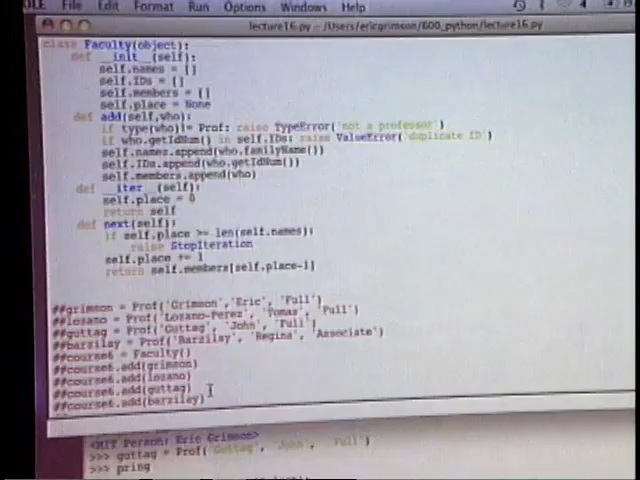 DLE File Edit Format Run Options Windows Help
lecture16.py - /Users/ericgrimson/600_python/lecture16.py
class Faculty(object):
def __init__(self):
self.names = []
self.IDs = []
self.members = []
self.place = None
def add(self,who):
if type(who)!= Prof: raise TypeError('not a professor')
if who.getIdNum() in self.IDs: raise ValueError('duplicate ID')
self.names.append(who.familyName())
self.IDs.append(who.getIdNum())
self.members.append(who)
def __iter__(self):
self.place = 0
return self
def next(self):
if self.place >= len(self.names):
raise StopIteration
self.place += 1
return self.members[self.place-1]
##grimson = Prof('Grimson','Eric', 'Full')
##lozano = Prof('Lozano-Perez', 'Tomas', 'Full')
##guttag = Prof('Guttag', 'John', 'Full')
##barzilay = Prof('Barzilay', 'Regina', 'Associate')
##course6 = Faculty()
##course6.add(grimson)
##course6.add(lozano)
##course6.add(guttag)
##course6.add(barzilay)
<MIT Person: Eric Grimson>
>>> guttag = Prof('Guttag', 'John', 'Full')
>>> pring